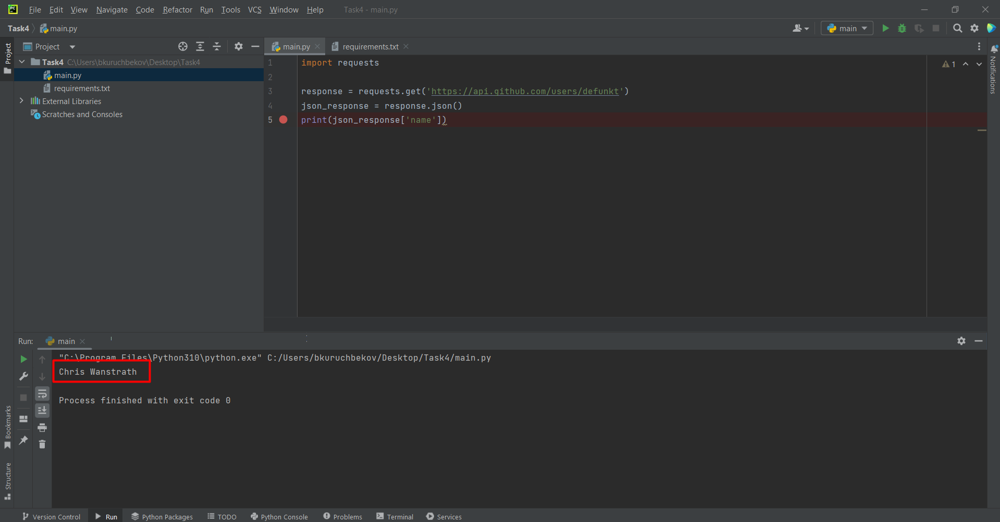 PC
File Edit View Navigate Code Refactor Run Tools VCS Window Help Task4 - main.py
Task4 main.py
main
Project
Project
main.py
requirements.txt
Task4 C:\Users\bkuruchbekov\Desktop\Task4
main.py
requirements.txt
External Libraries
Scratches and Consoles
1 import requests
2
3 response = requests.get('https://api.github.com/users/defunkt')
4 json_response = response.json()
5 print(json_response['name'])
1
Notifications
Run: main
"C:\Program Files\Python310\python.exe" C:/Users/bkuruchbekov/Desktop/Task4/main.py
Chris Wanstrath
Process finished with exit code 0
Bookmarks
Structure
Version Control Run Python Packages TODO Python Console Problems Terminal Services